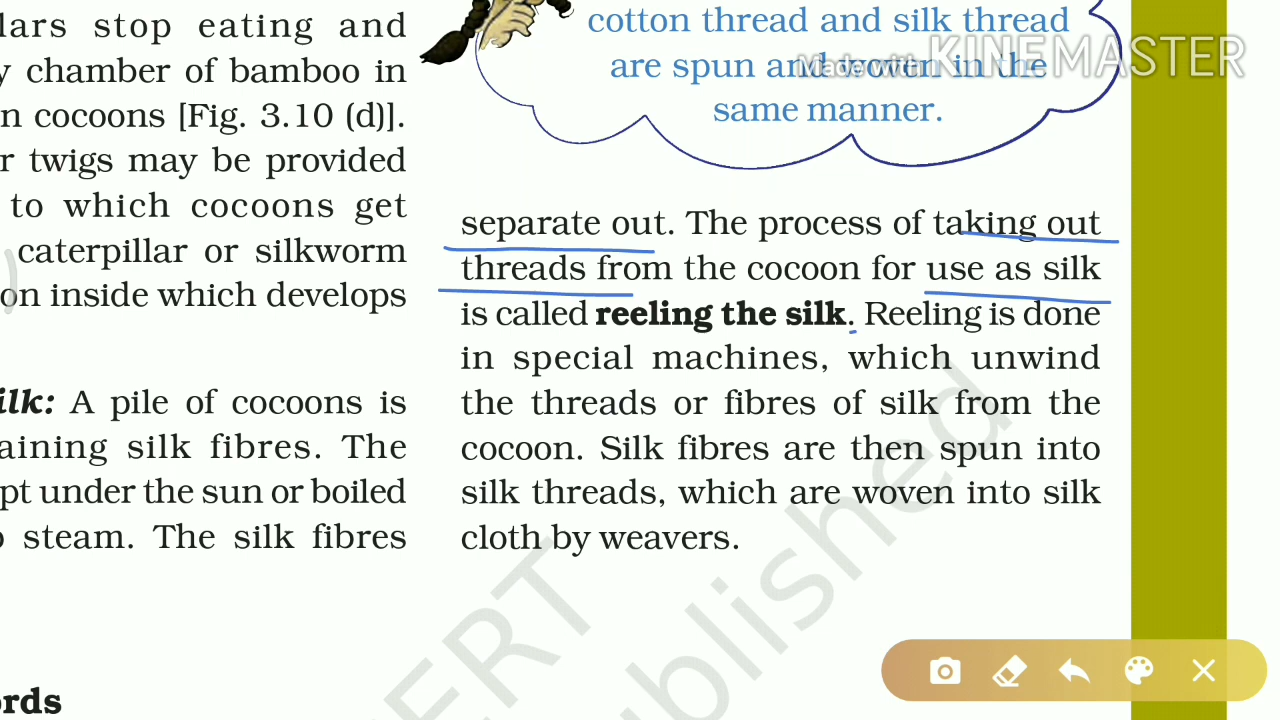 lars stop eating and
y chamber of bamboo in
n cocoons [Fig. 3.10 (d)].
r twigs may be provided
to which cocoons get
caterpillar or silkworm
on inside which develops
ilk: A pile of cocoons is
aining silk fibres. The
pt under the sun or boiled
o steam. The silk fibres
ords
cotton thread and silk thread
are spun and woven in the
same manner.
Made with KINEMASTER
separate out. The process of taking out
threads from the cocoon for use as silk
is called reeling the silk. Reeling is done
in special machines, which unwind
the threads or fibres of silk from the
cocoon. Silk fibres are then spun into
silk threads, which are woven into silk
cloth by weavers.
ERT
ublished